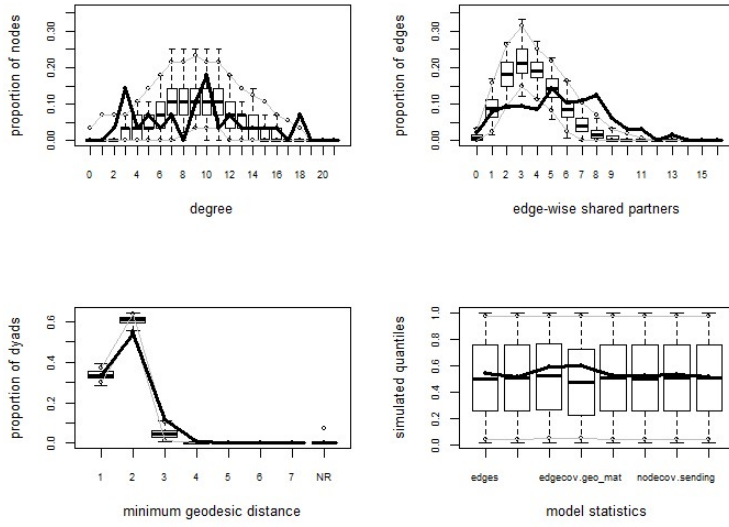 proportion of nodes
0.00 0.10 0.20 0.30
0 2 4 6 8 10 12 14 16 18 20
degree
proportion of edges
0.00 0.10 0.20 0.30
0 1 2 3 4 5 6 7 8 9 11 13 15
edge-wise shared partners
proportion of dyads
0.0 0.2 0.4 0.6
1 2 3 4 5 6 7 NR
minimum geodesic distance
simulated quantiles
0.0 0.2 0.4 0.6 0.8 1.0
edges edgecov.geo_mat nodecov.sending
model statistics